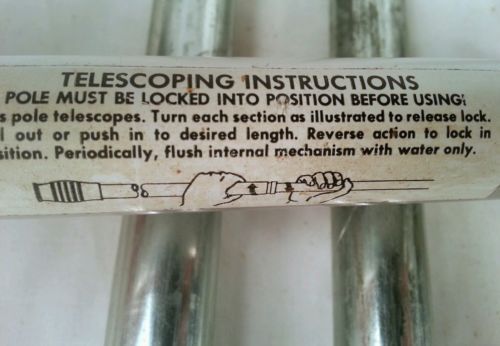 TELESCOPING INSTRUCTIONS
POLE MUST BE LOCKED INTO POSITION BEFORE USING;
s pole telescopes. Turn each section as illustrated to release lock.
l out or push in to desired length. Reverse action to lock in
sition. Periodically, flush internal mechanism with water only.